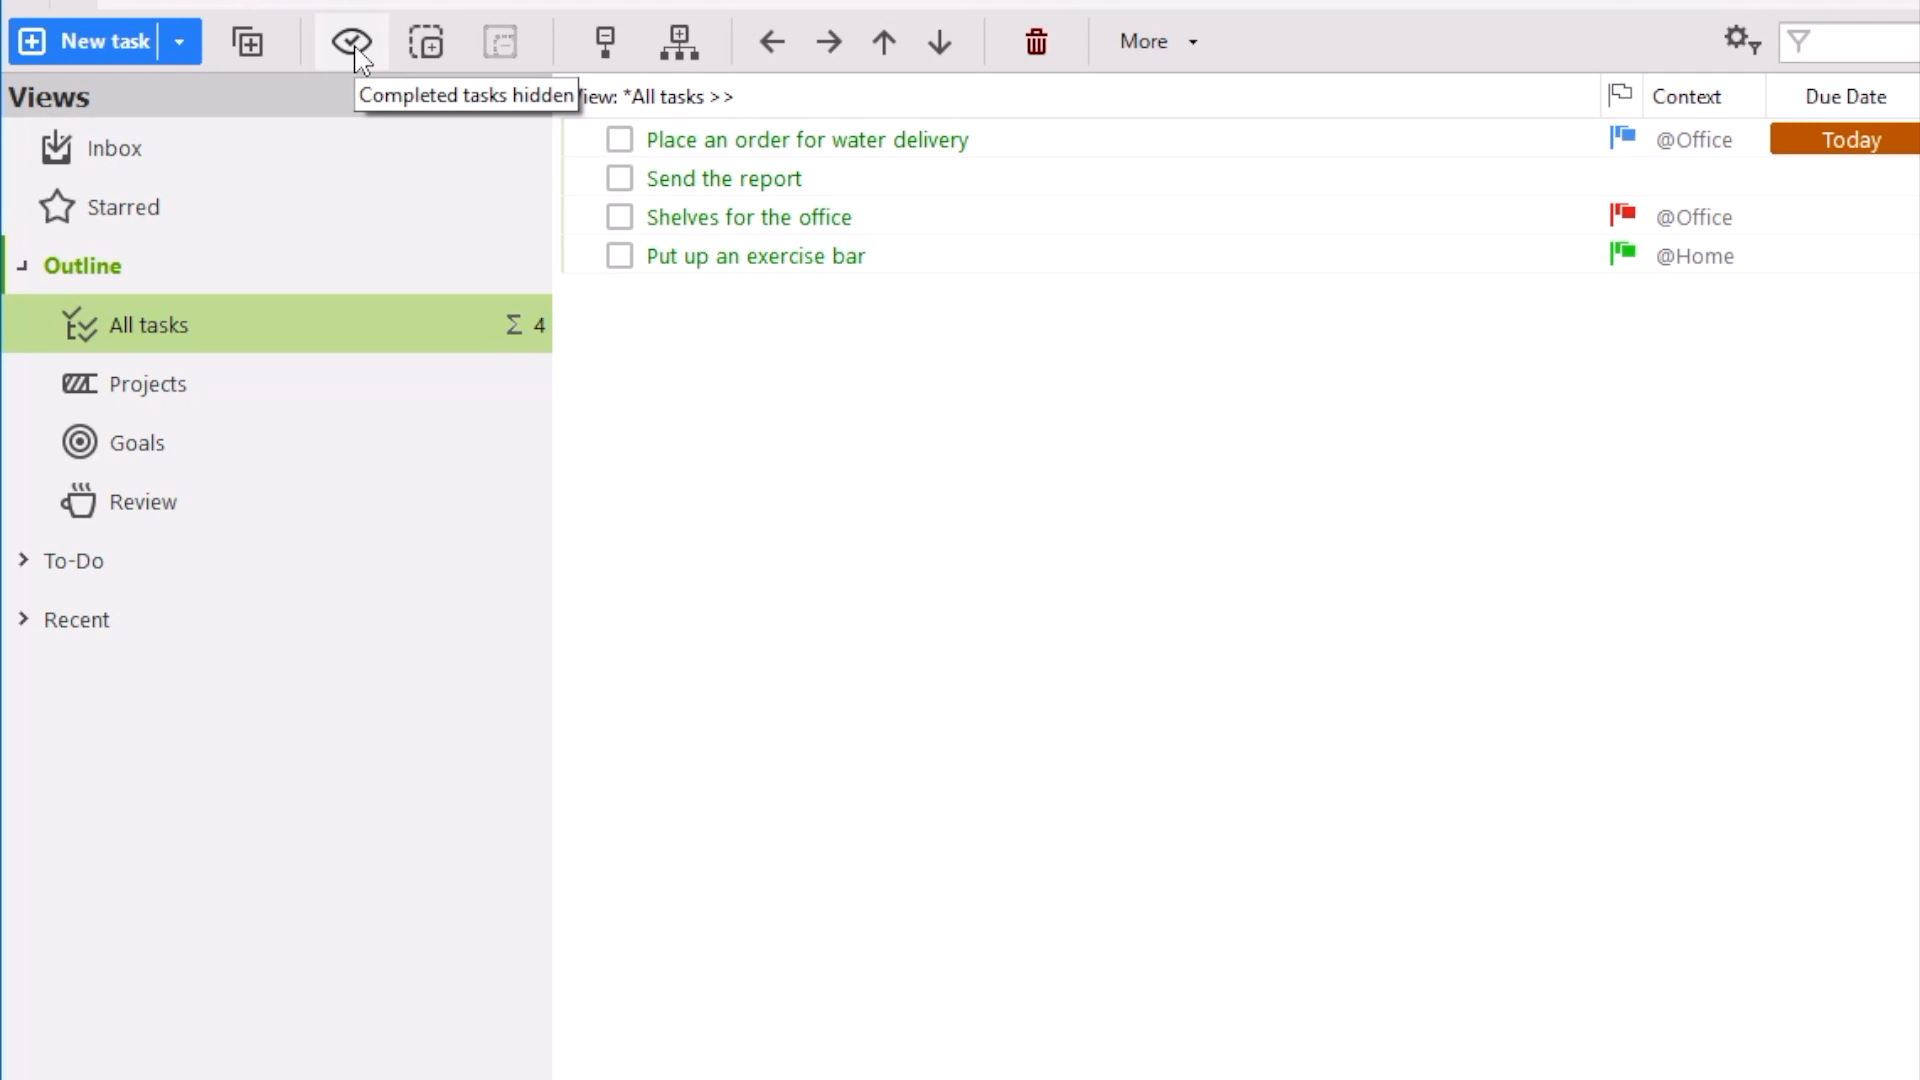 New task
More
Completed tasks hidden
Views
iew: *All tasks >>
Context
Due Date
Inbox
Place an order for water delivery
@Office
Today
Send the report
Starred
Shelves for the office
@Office
Outline
Put up an exercise bar
@Home
All tasks
Σ 4
Projects
Goals
Review
To-Do
Recent